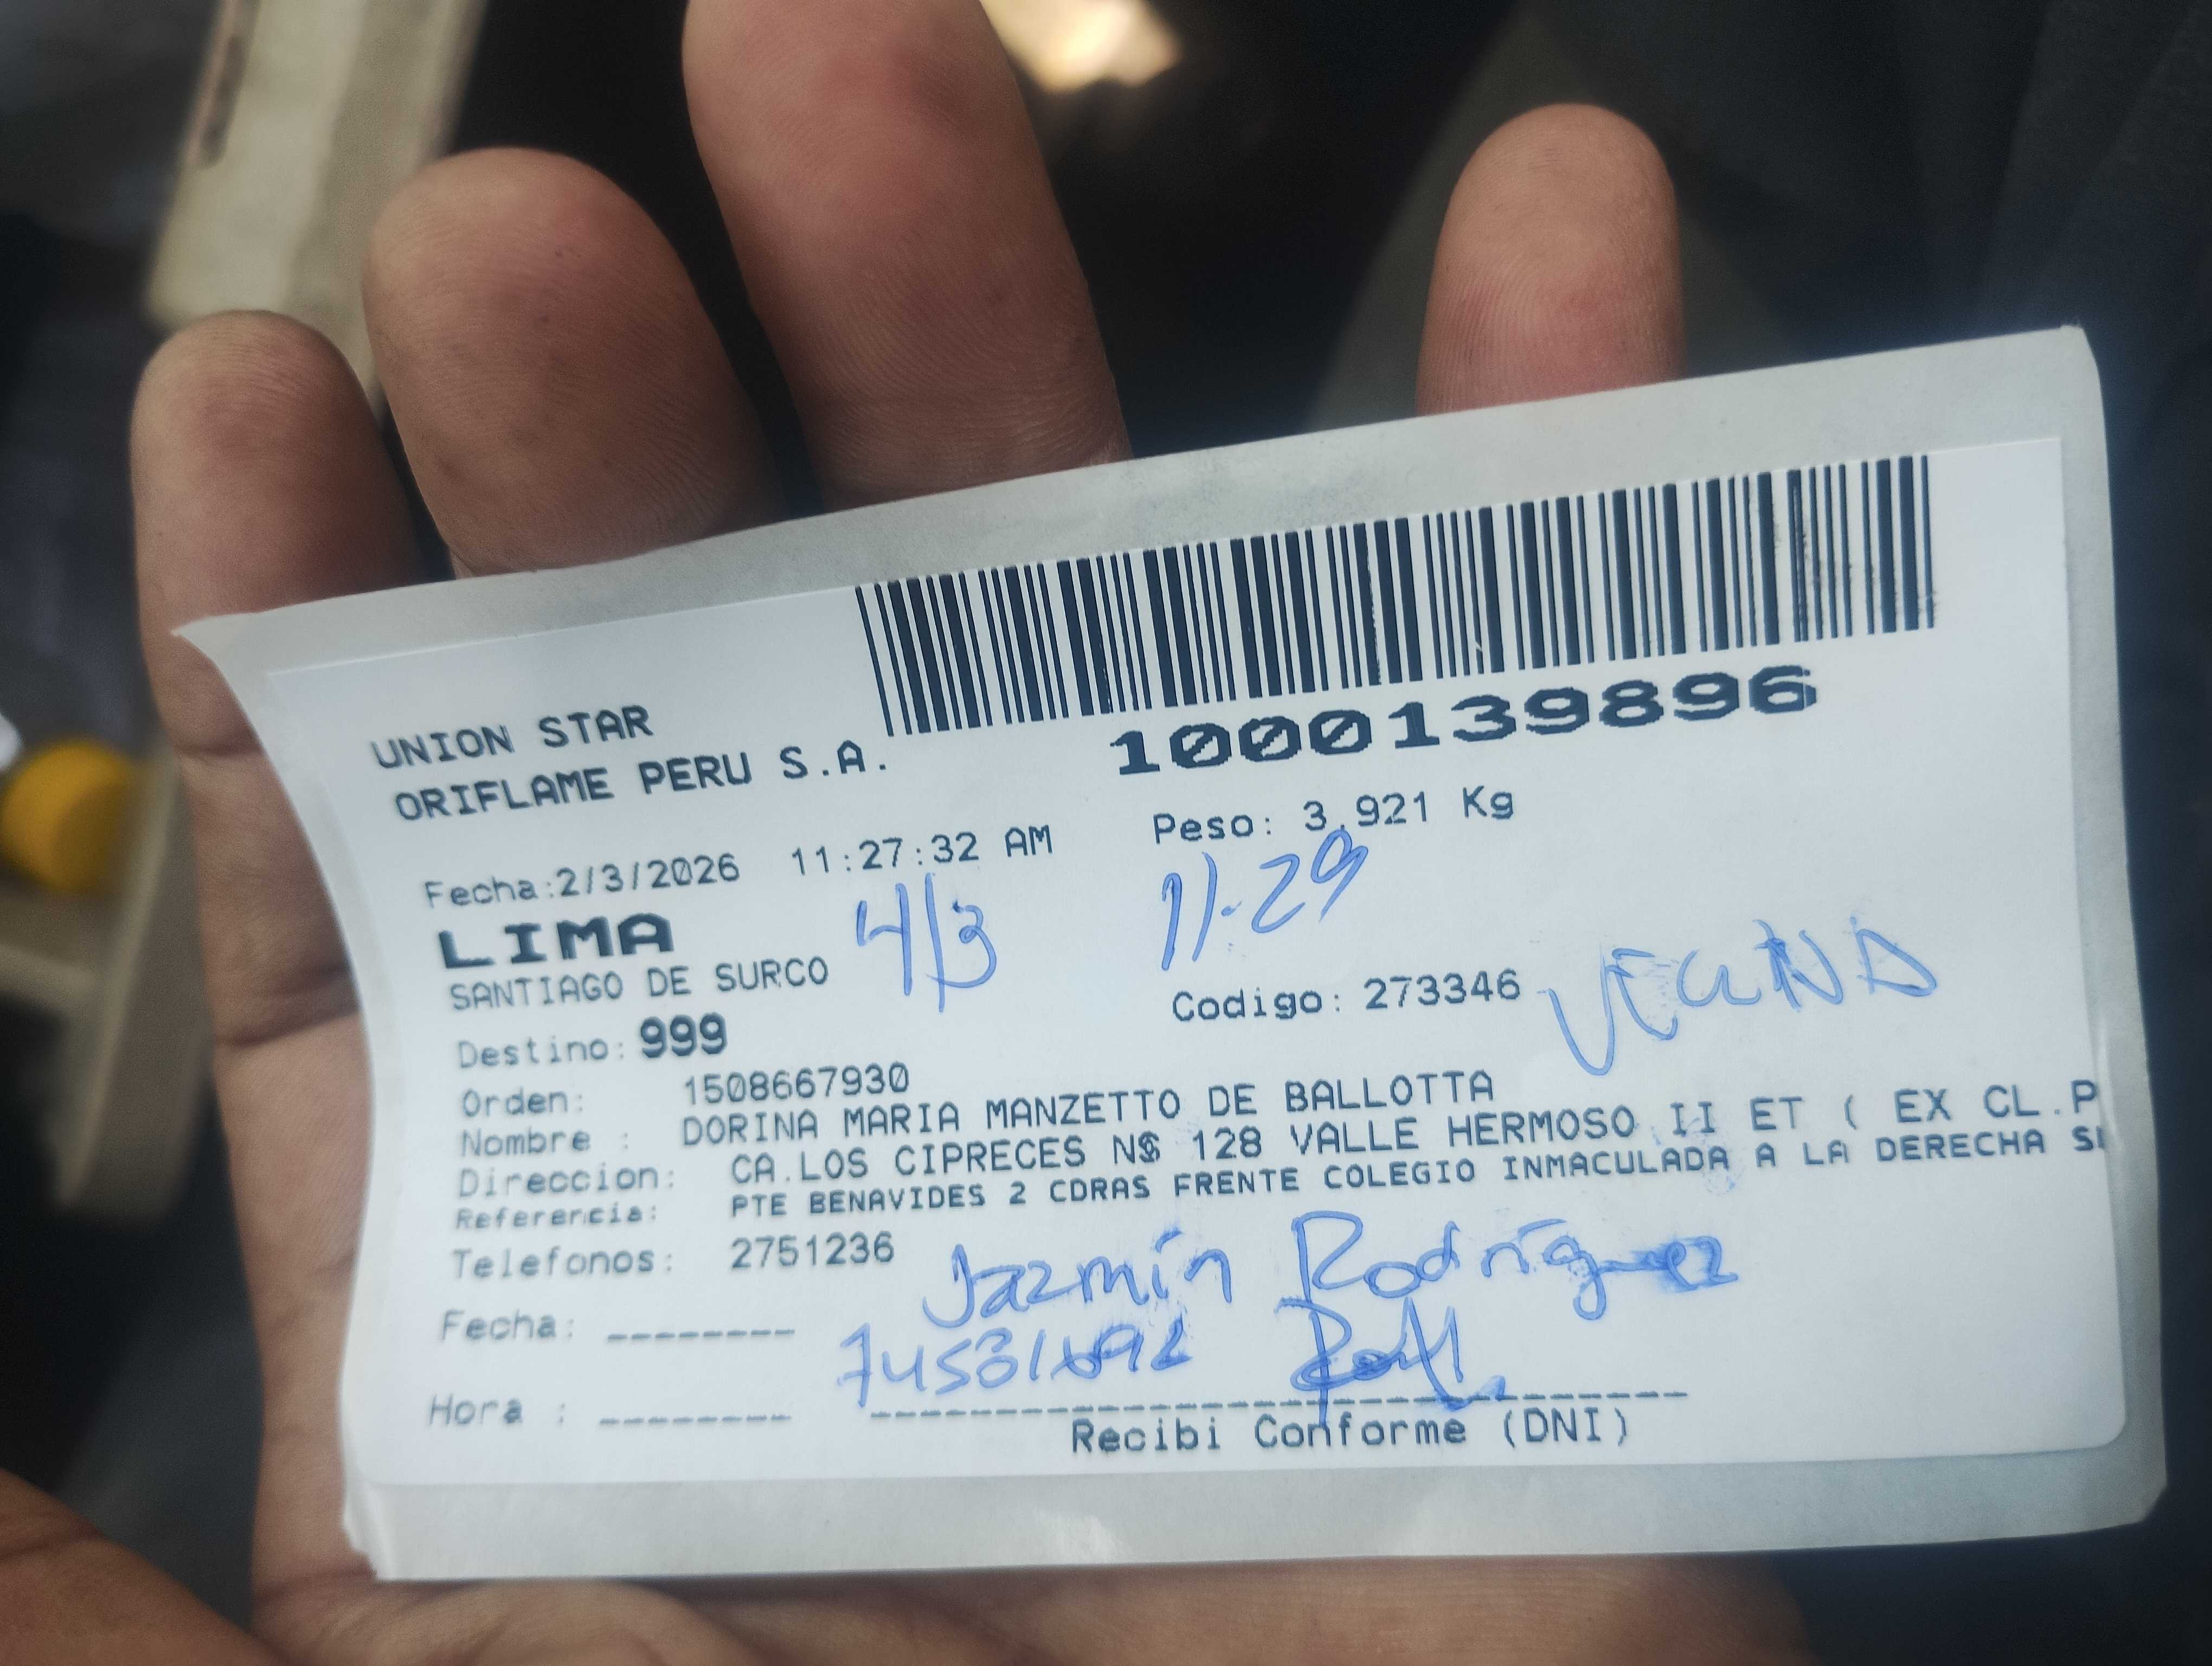 UNION STAR
ORIFLAME PERU S.A.
1000139896
Fecha:2/3/2026 11:27:32 AM Peso: 3,921 Kg
LIMA 4/3 11.29
SANTIAGO DE SURCO
Destino: 999 Codigo: 273346
Orden: 1508667930
Nombre : DORINA MARIA MANZETTO DE BALLOTTA
Direccion: CA.LOS CIPRECES N$ 128 VALLE HERMOSO II ET ( EX CL.P
Referencia: PTE BENAVIDES 2 CDRAS FRENTE COLEGIO INMACULADA A LA DERECHA SU
Telefonos: 2751236
Jazmín Rodríguez
Fecha: --------
Hora : --------
Recibi Conforme (DNI)